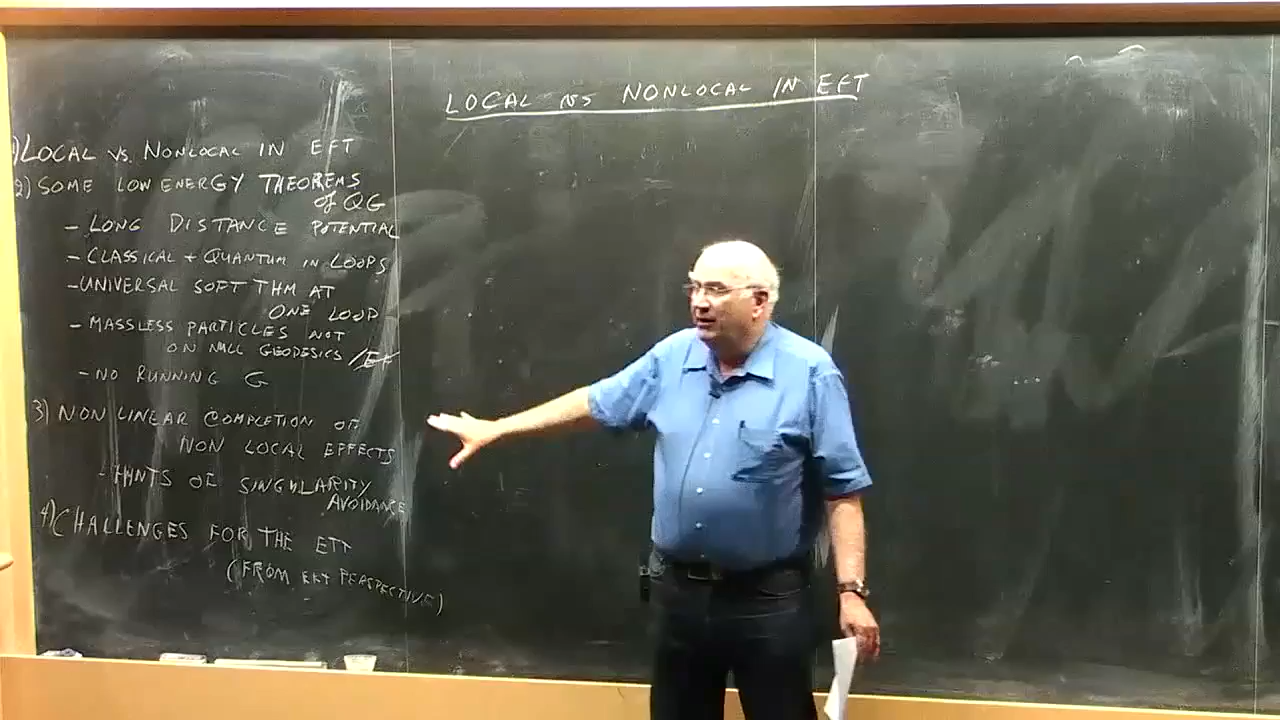 LOCAL vs NONLOCAL IN EFT
1) LOCAL vs. NONLOCAL IN EFT
2) SOME LOW ENERGY THEOREMS
of QG
- LONG DISTANCE POTENTIAL
- CLASSICAL + QUANTUM IN LOOPS
- UNIVERSAL SOFT THM AT
ONE LOOP
- MASSLESS PARTICLES NOT
ON NULL GEODESICS
- NO RUNNING G
3) NON LINEAR COMPLETION OF
NON LOCAL EFFECTS
- HINTS OF SINGULARITY
AVOIDANCE
4) CHALLENGES FOR THE EFT
(FROM EFT PERSPECTIVE)